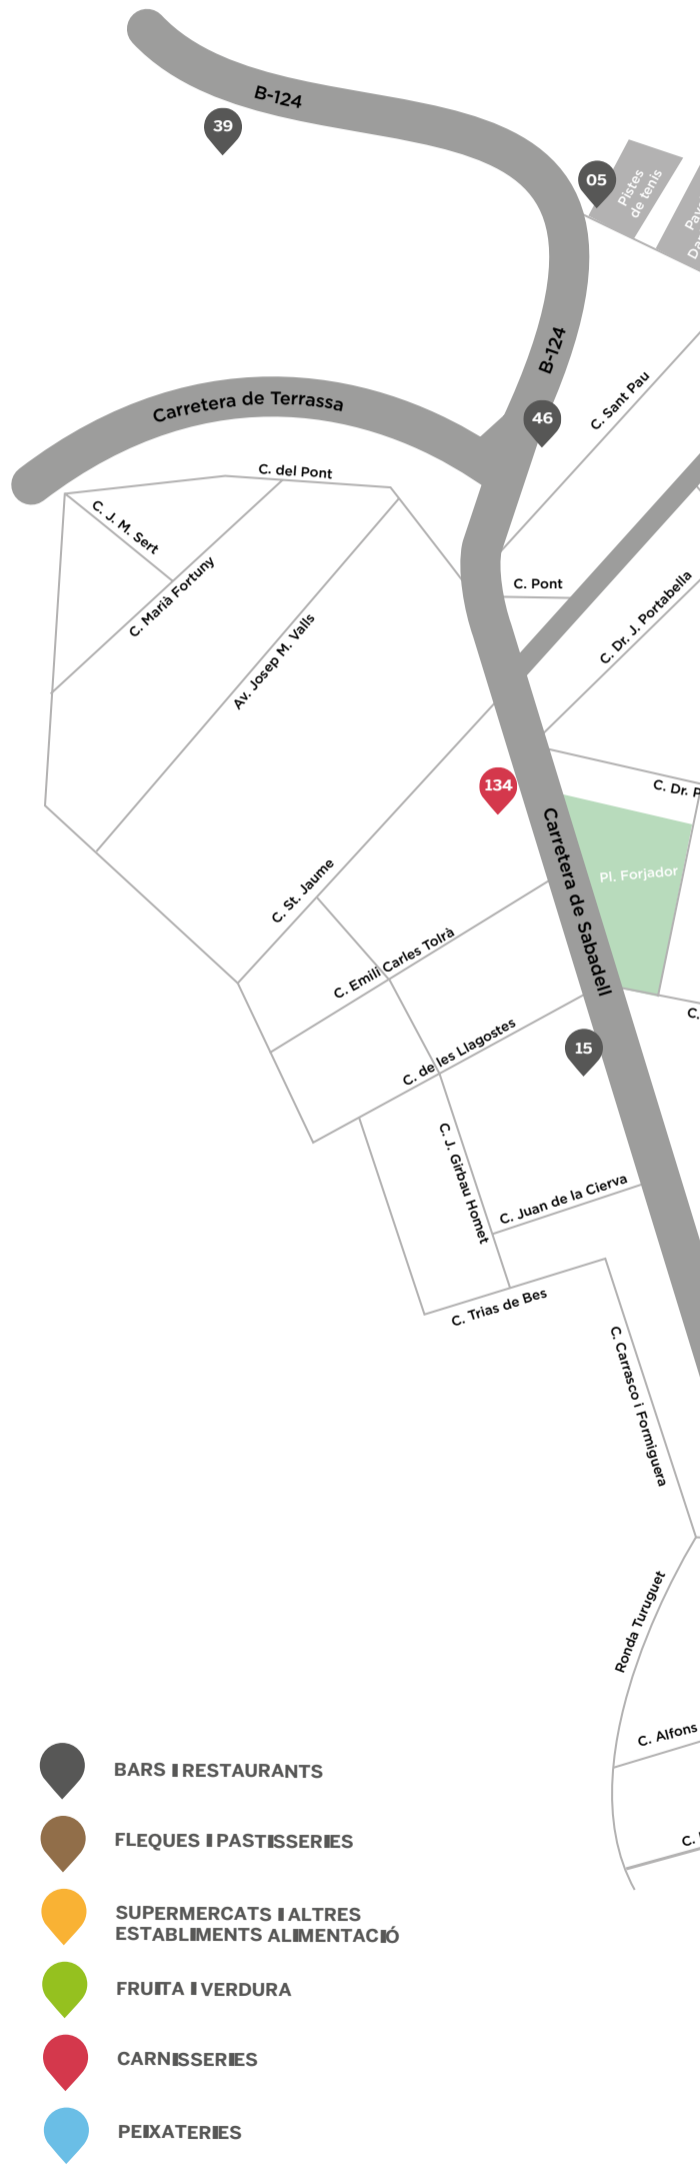 B-124
39
05
Pistes
de tenis
B-124
Carretera de Terrassa
46
C. Sant Pau
C. del Pont
C. J. M. Sert
C. Marià Fortuny
C. Pont
C. Dr. J. Portabella
Av. Josep M. Valls
134
C. Dr. P
Carretera de Sabadell
Pl. Forjador
C. St. Jaume
C. Emili Carles Tolrà
C.
C. de les Llagostes
15
C. J. Girbau Homet
C. Juan de la Cierva
C. Trias de Bes
C. Carrasco i Formiguera
Ronda Turuguet
C. Alfons
C.
BARS I RESTAURANTS
FLEQUES I PASTISSERIES
SUPERMERCATS I ALTRES
ESTABLIMENTS ALIMENTACIÓ
FRUITA I VERDURA
CARNISSERIES
PEIXATERIES